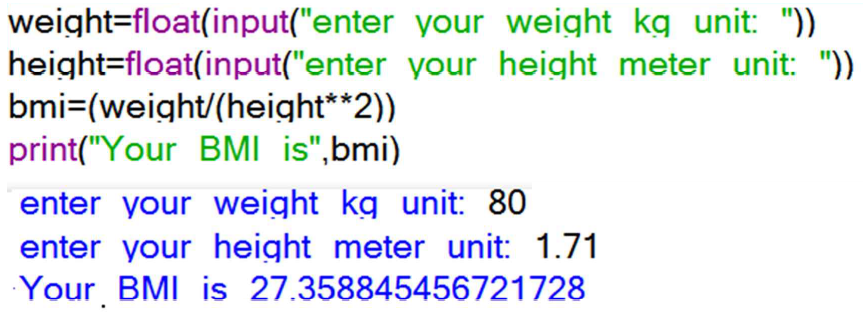 weight=float(input("enter your weight kg unit: "))
height=float(input("enter your height meter unit: "))
bmi=(weight/(height**2))
print("Your BMI is",bmi)
enter your weight kg unit: 80
enter your height meter unit: 1.71
Your BMI is 27.358845456721728